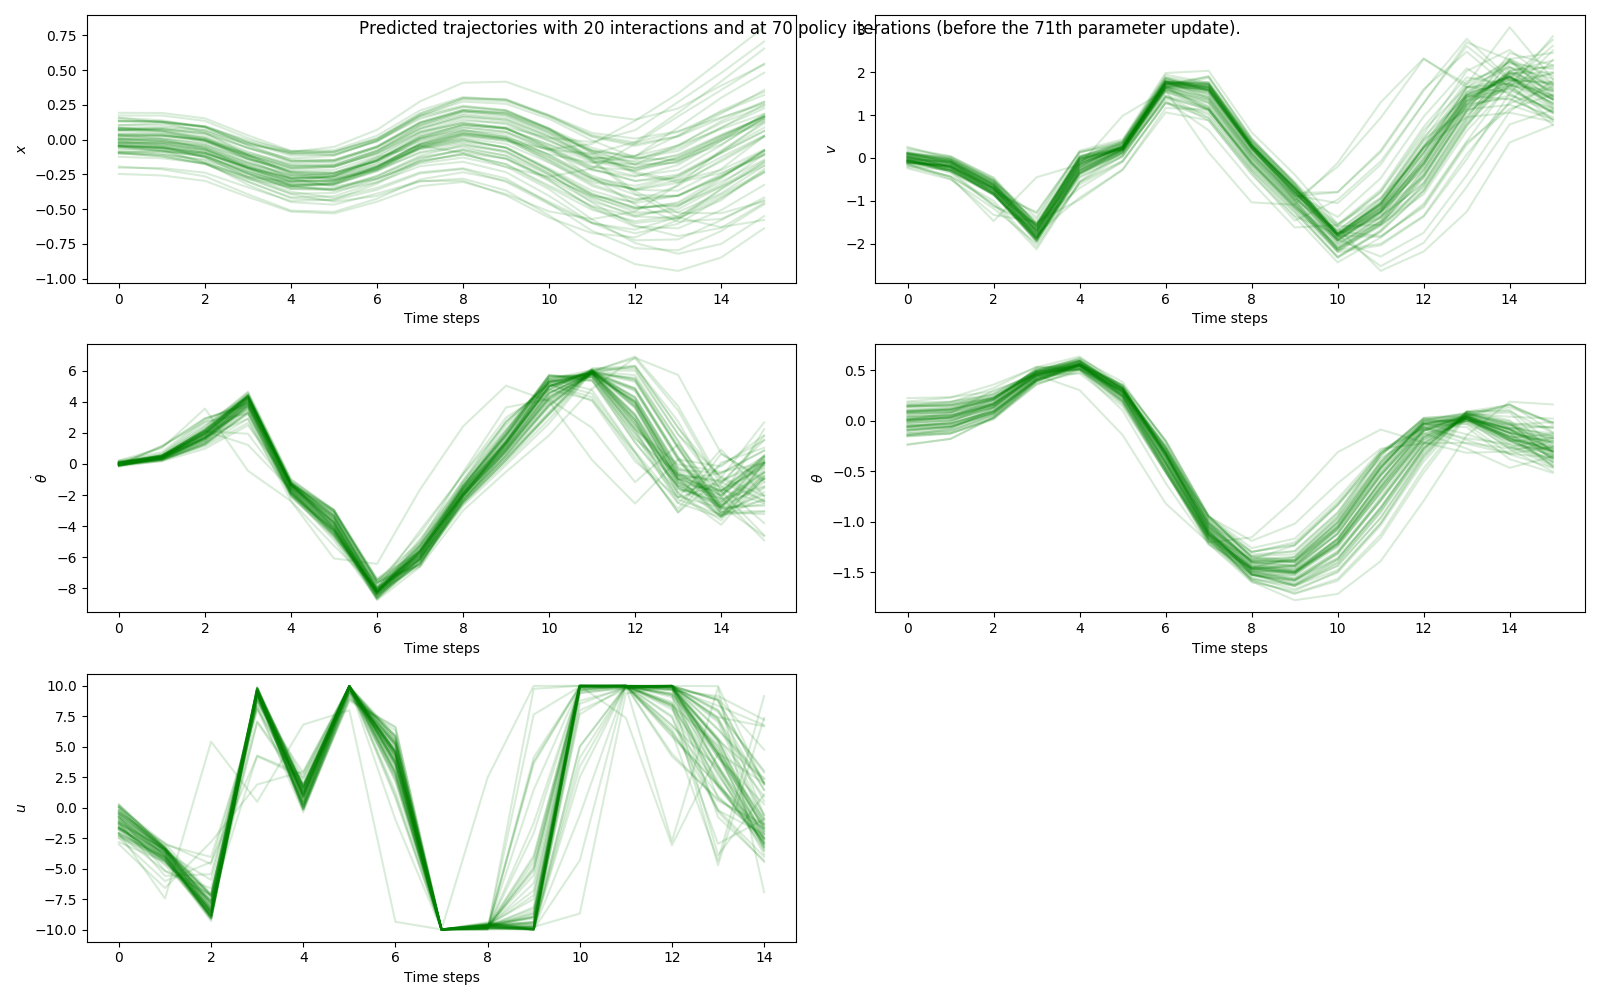 Predicted trajectories with 20 interactions and at 70 policy iterations (before the 71th parameter update).
0.75
0.50
0.25
0.00
−0.25
−0.50
−0.75
−1.00
x
0 2 4 6 8 10 12 14
Time steps
3
2
1
0
−1
−2
v
0 2 4 6 8 10 12 14
Time steps
6
4
2
0
−2
−4
−6
−8
θ̇
0 2 4 6 8 10 12 14
Time steps
0.5
0.0
−0.5
−1.0
−1.5
θ
0 2 4 6 8 10 12 14
Time steps
10.0
7.5
5.0
2.5
0.0
−2.5
−5.0
−7.5
−10.0
u
0 2 4 6 8 10 12 14
Time steps